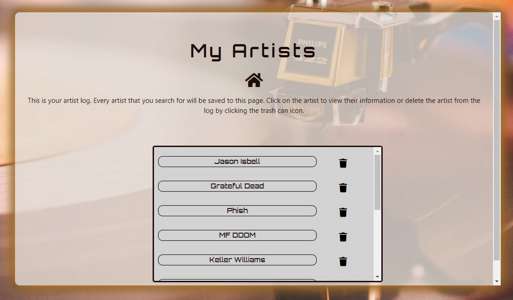 My Artists
This is your artist log. Every artist that you search for will be saved to this page. Click on the artist to view their information or delete the artist from the
log by clicking the trash can icon.
Jason Isbell
Grateful Dead
Phish
MF DOOM
Keller Williams